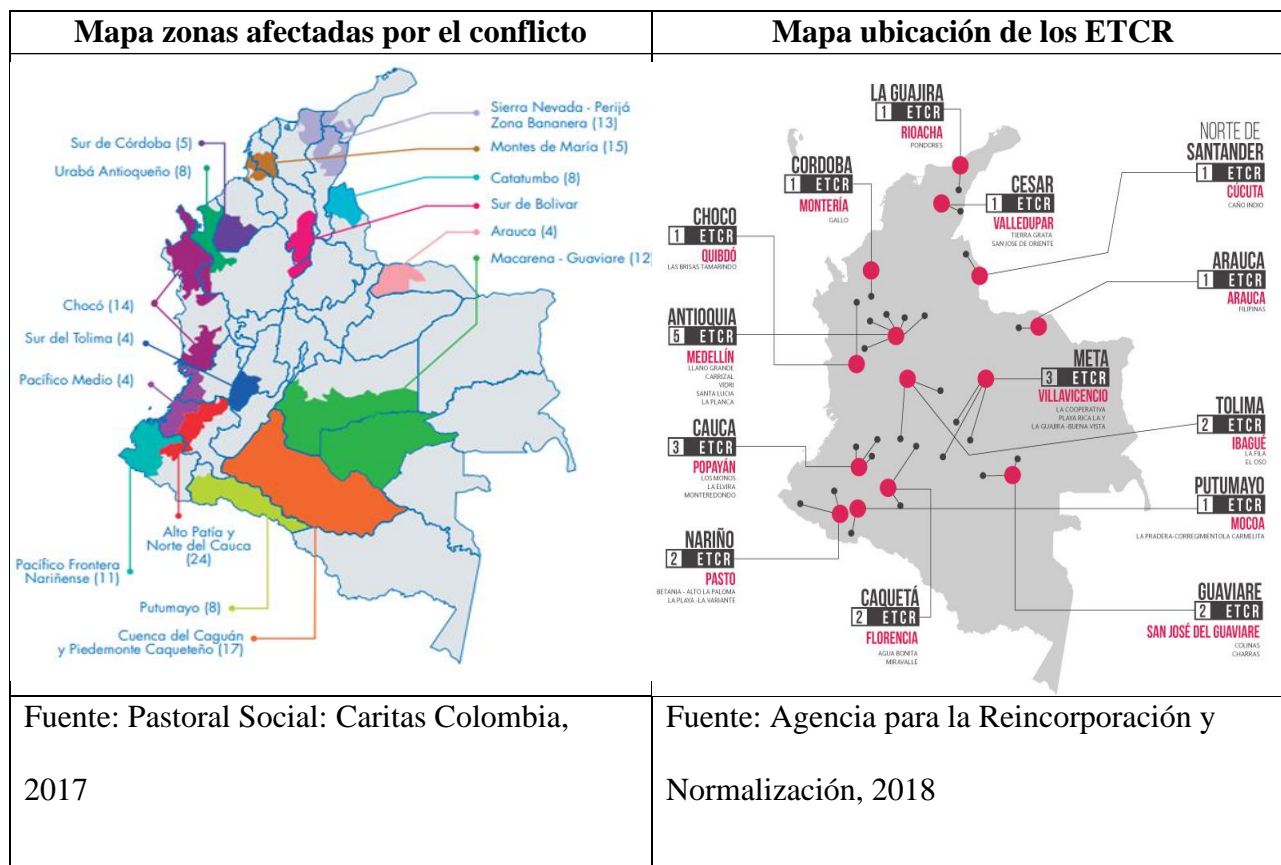 Mapa zonas afectadas por el conflicto
Sierra Nevada - Perijá
Zona Bananera (13)
Sur de Córdoba (5)
Montes de María (15)
Urabá Antioqueño (8)
Catatumbo (8)
Sur de Bolivar
Arauca (4)
Macarena - Guaviare (12)
Chocó (14)
Sur del Tolima (4)
Pacífico Medio (4)
Alto Patía y
Norte del Cauca
(24)
Pacífico Frontera
Nariñense (11)
Putumayo (8)
Cuenca del Caguán
y Piedemonte Caqueteño (17)
Fuente: Pastoral Social: Caritas Colombia,
2017
Mapa ubicación de los ETCR
LA GUAJIRA
1 ETCR
RIOACHA
PONDORES
NORTE DE
SANTANDER
1 ETCR
CÚCUTA
CAÑO INDIO
CORDOBA
1 ETCR
MONTERÍA
GALLO
CESAR
1 ETCR
VALLEDUPAR
TIERRA GRATA
SAN JOSE DE ORIENTE
CHOCO
1 ETCR
QUIBDÓ
LAS BRISAS TAMARINDO
ARAUCA
1 ETCR
ARAUCA
FILIPINAS
ANTIOQUIA
5 ETCR
MEDELLÍN
LLANO GRANDE
CARRIZAL
VIDRI
SANTA LUCIA
LA PLANCA
META
3 ETCR
VILLAVICENCIO
LA COOPERATIVA
PLAYA RICA LA Y
LA GUAJIRA -BUENA VISTA
TOLIMA
2 ETCR
IBAGUÉ
LA FILA
EL OSO
CAUCA
3 ETCR
POPAYÁN
LOS MONOS
LA ELVIRA
MONTEREDONDO
PUTUMAYO
1 ETCR
MOCOA
LA PRADERA-CORREGIMIENTOLA CARMELITA
NARIÑO
2 ETCR
PASTO
BETANIA - ALTO LA PALOMA
LA PLAYA -LA VARIANTE
CAQUETÁ
2 ETCR
FLORENCIA
AGUA BONITA
MIRAVALLE
GUAVIARE
2 ETCR
SAN JOSÉ DEL GUAVIARE
COLINAS
CHARRAS
Fuente: Agencia para la Reincorporación y
Normalización, 2018